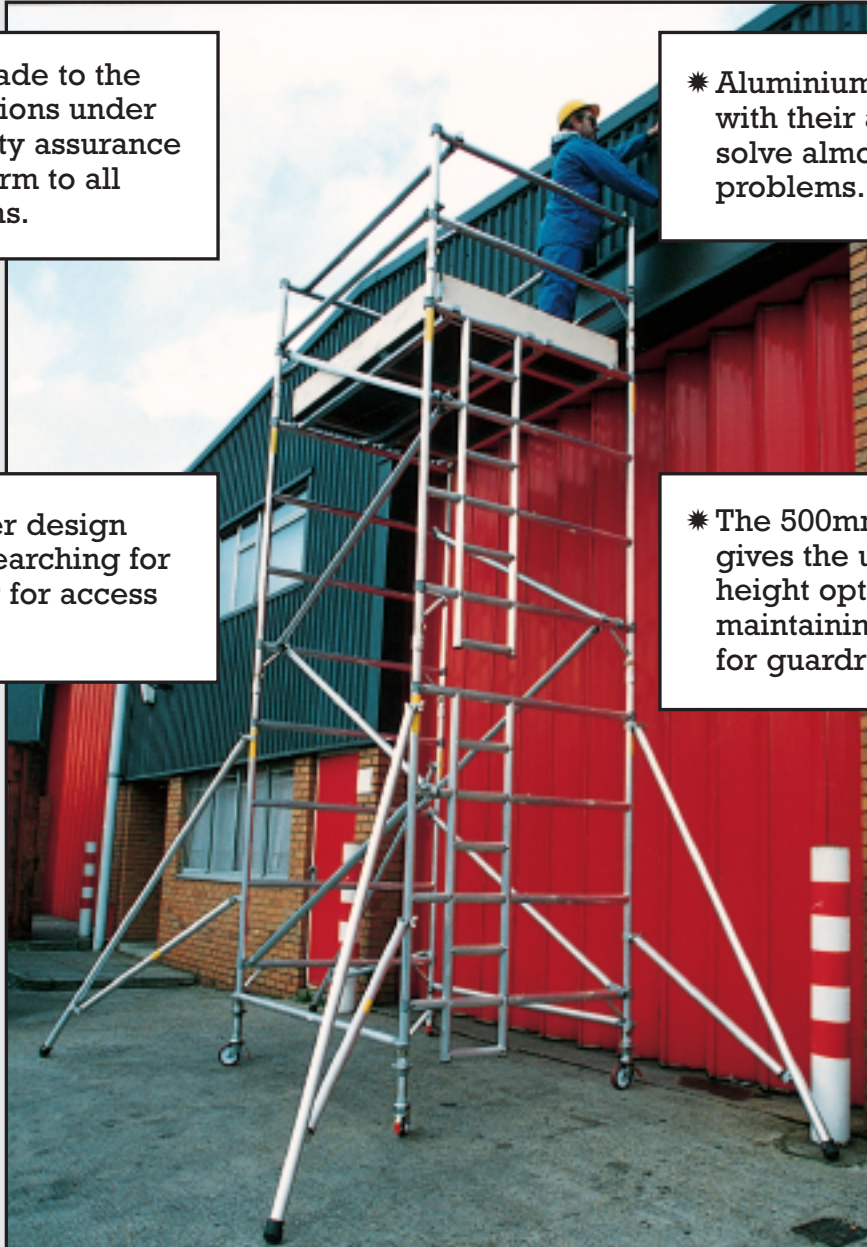 ade to the
ions under
ty assurance
rm to all
ns.
✹ Aluminium
with their a
solve almo
problems.
er design
earching for
for access
✹ The 500mm
gives the u
height opt
maintainin
for guardr